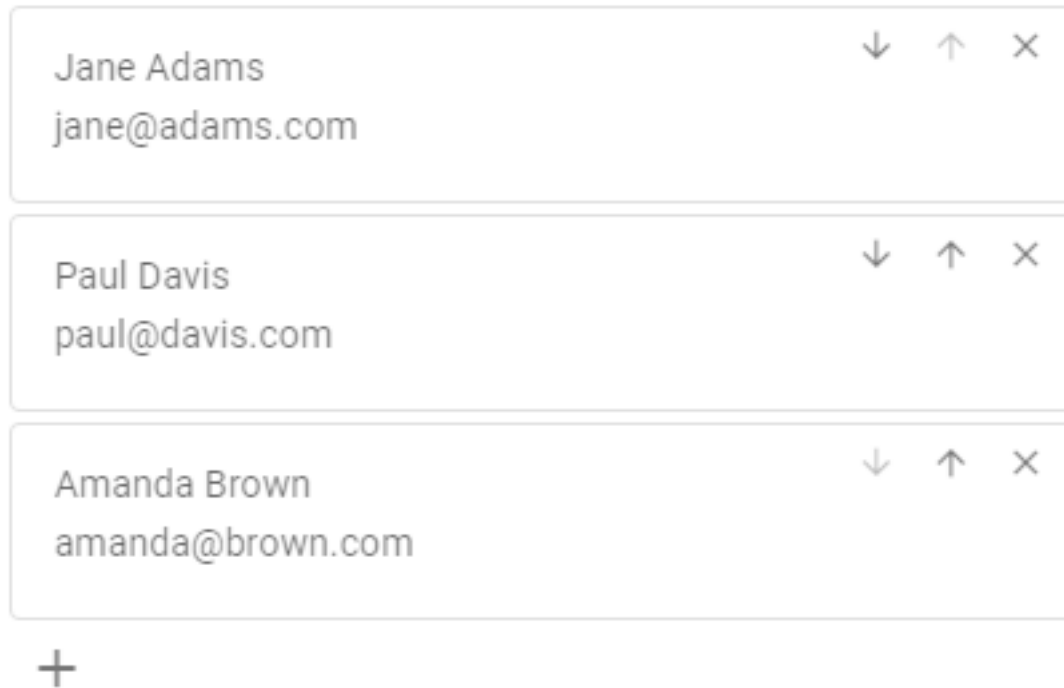 Jane Adams
jane@adams.com
Paul Davis
paul@davis.com
Amanda Brown
amanda@brown.com